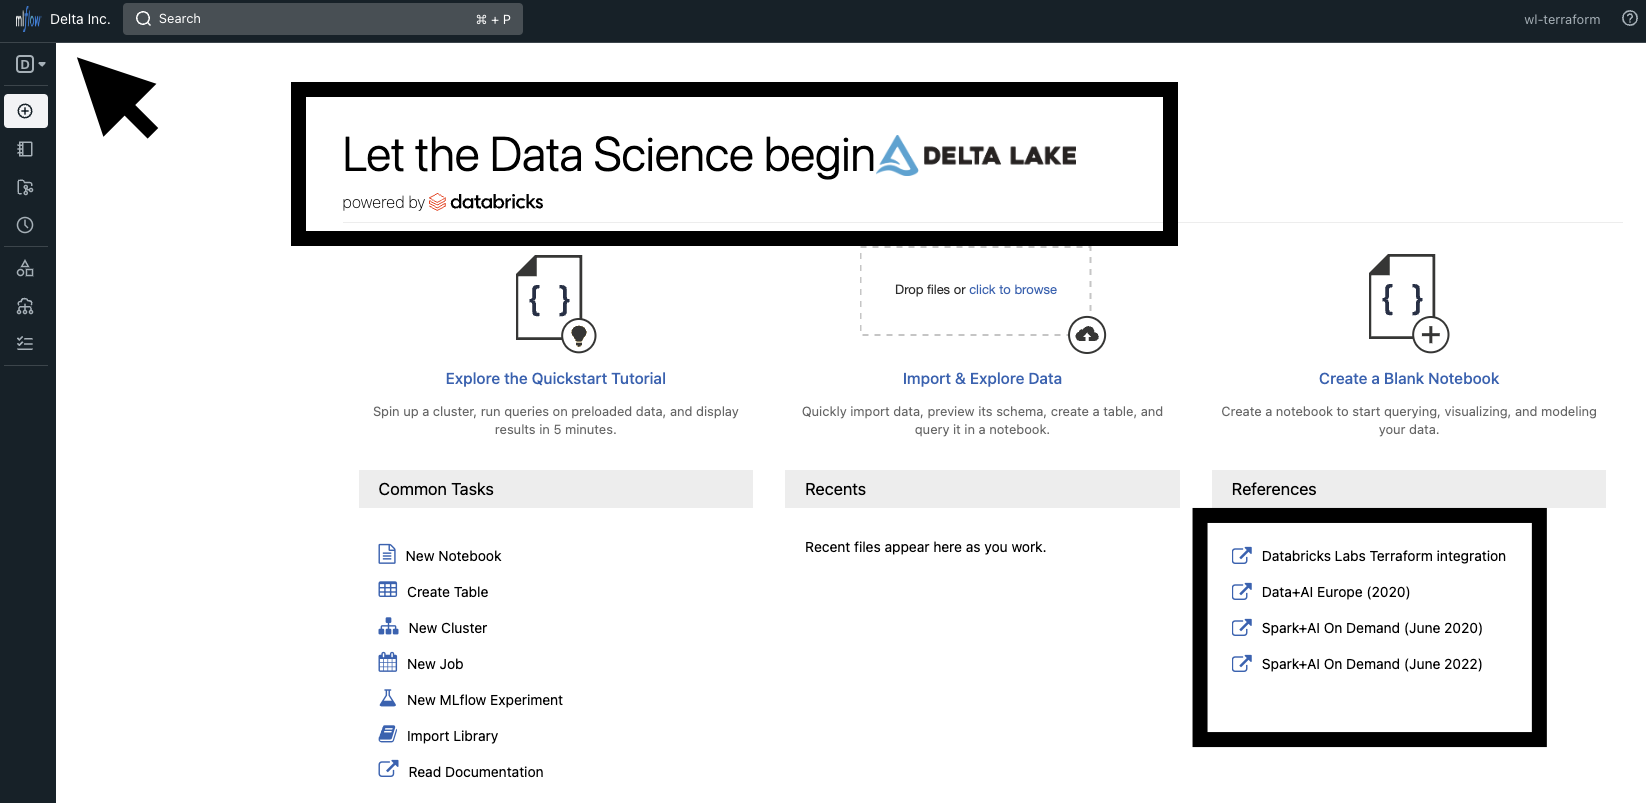 mlflow Delta Inc. Search ⌘ + P wl-terraform
D
Let the Data Science begin DELTA LAKE
powered by databricks
{ }
Drop files or click to browse
{ }
Explore the Quickstart Tutorial
Spin up a cluster, run queries on preloaded data, and display
results in 5 minutes.
Import & Explore Data
Quickly import data, preview its schema, create a table, and
query it in a notebook.
Create a Blank Notebook
Create a notebook to start querying, visualizing, and modeling
your data.
Common Tasks
New Notebook
Create Table
New Cluster
New Job
New MLflow Experiment
Import Library
Read Documentation
Recents
Recent files appear here as you work.
References
Databricks Labs Terraform integration
Data+AI Europe (2020)
Spark+AI On Demand (June 2020)
Spark+AI On Demand (June 2022)